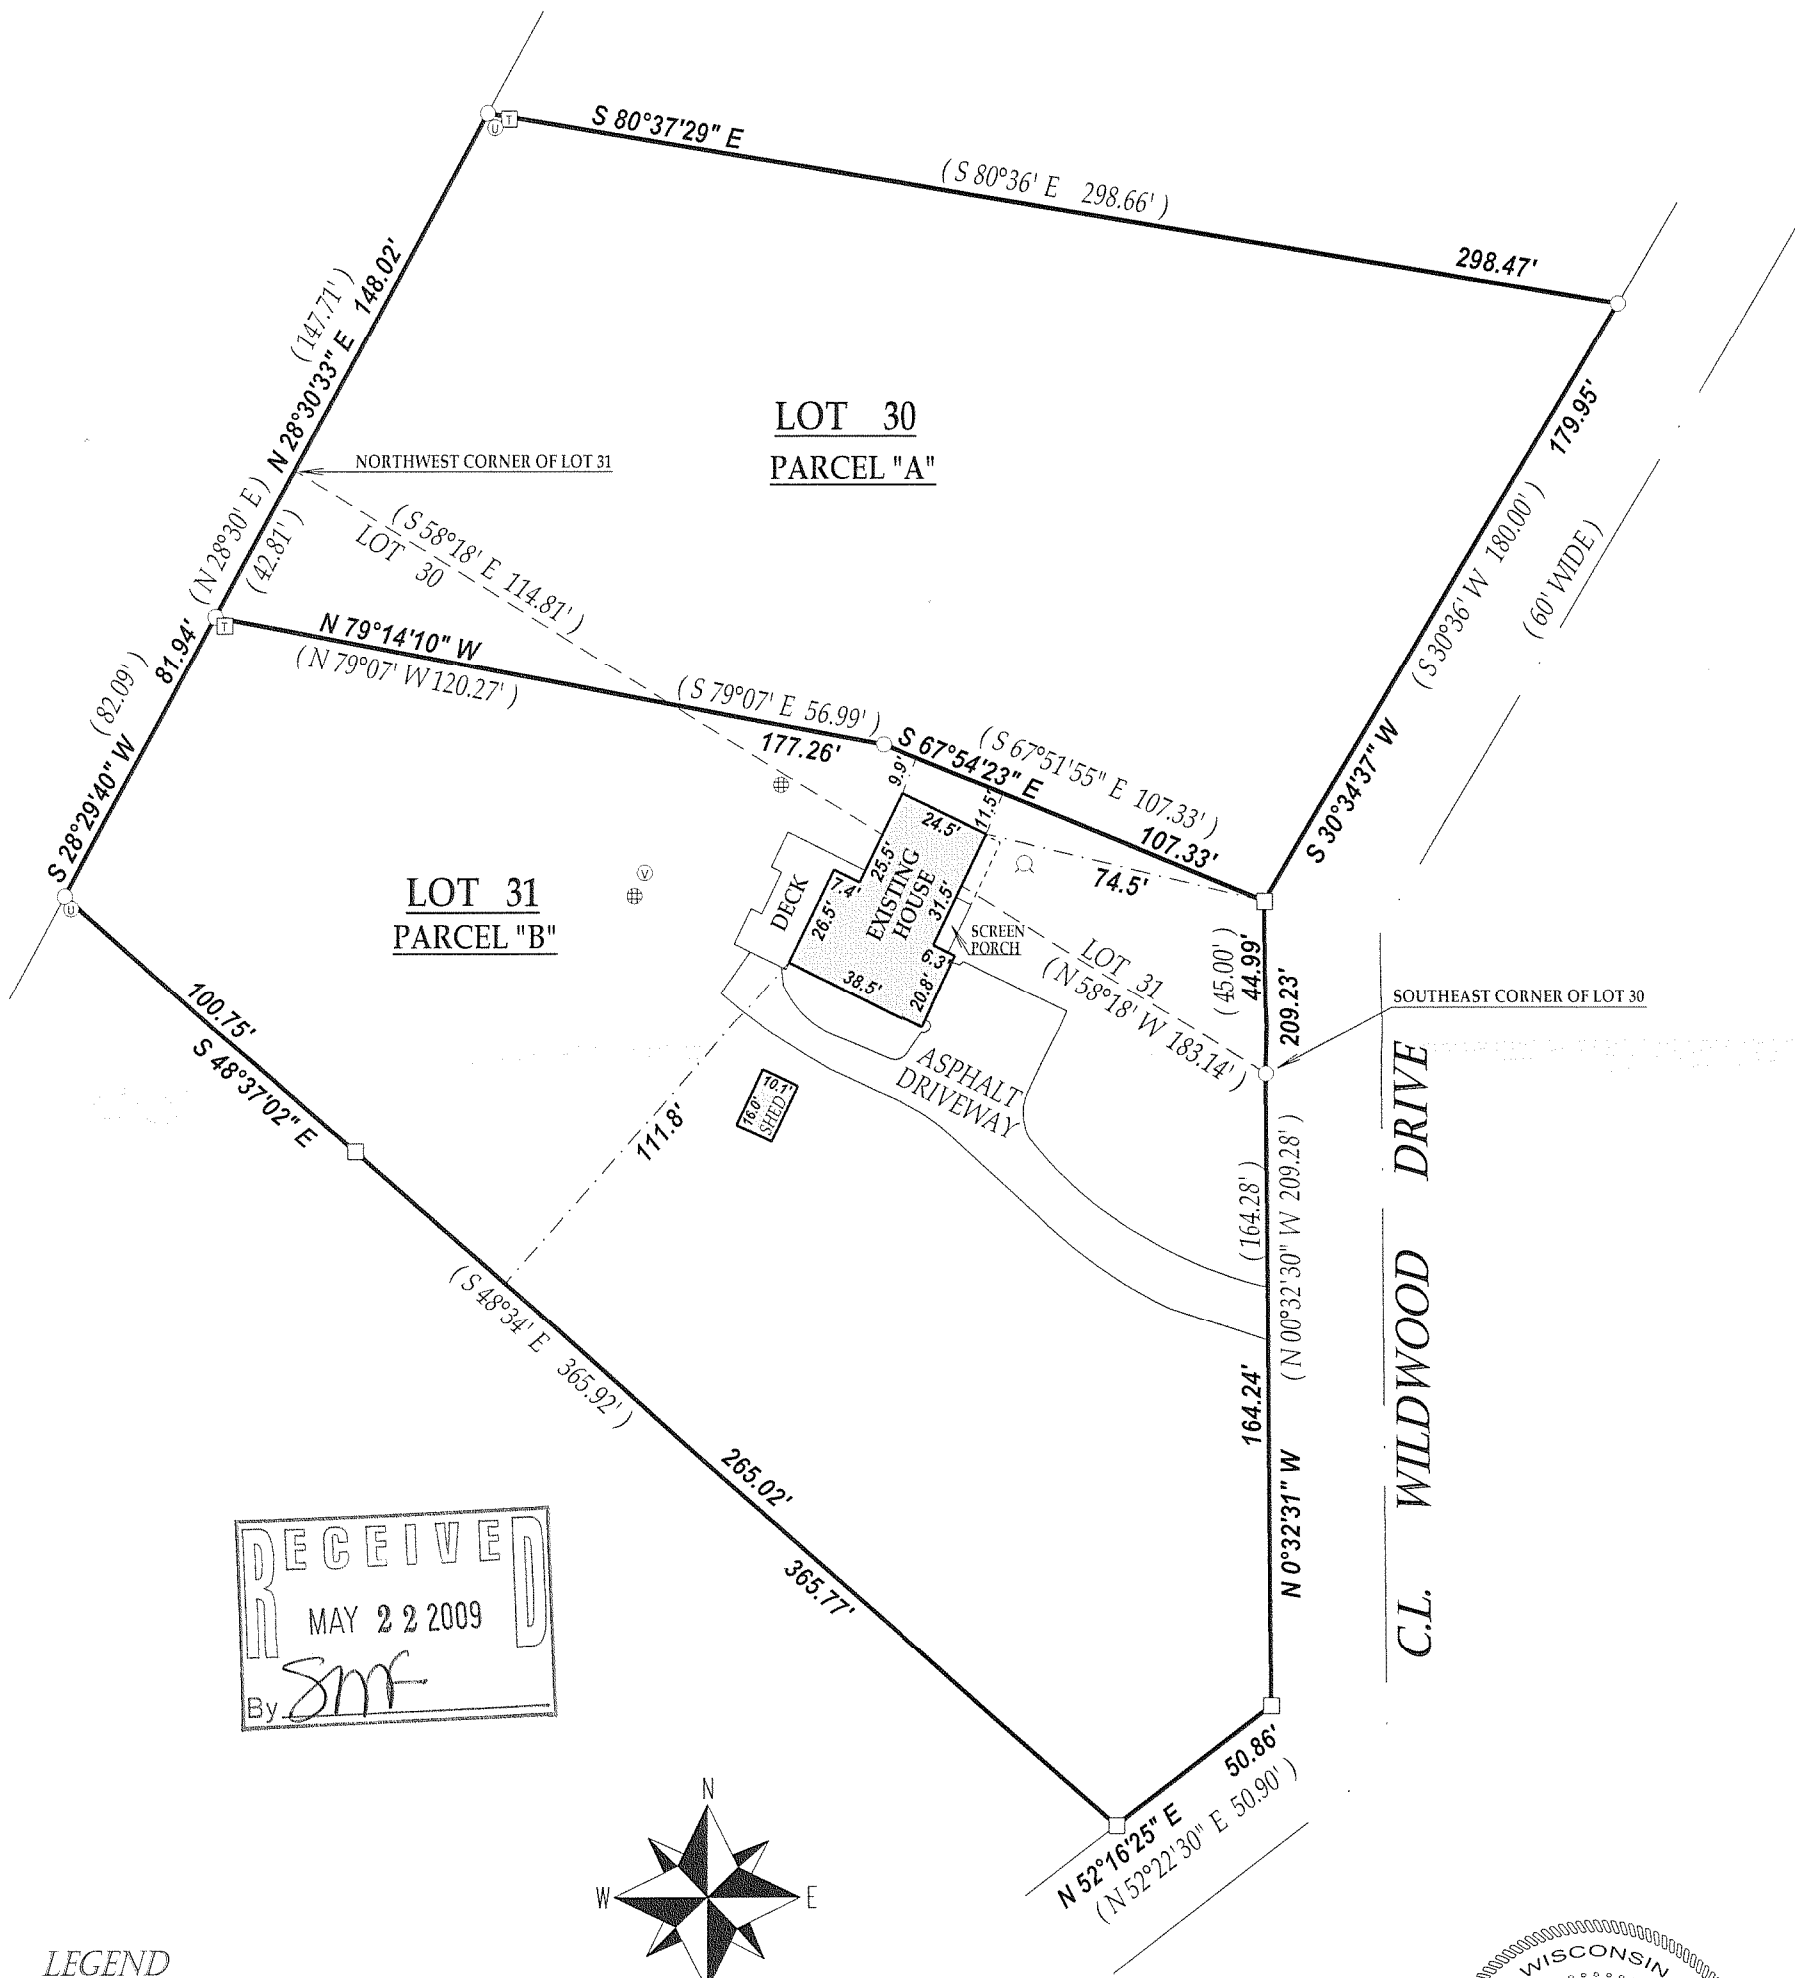 S 80°37'29" E
( S 80°36' E 298.66' )
298.47'
( 147.71' )
N 28°30'33" E 148.02'
LOT 30
PARCEL "A"
179.95'
NORTHWEST CORNER OF LOT 31
( N 28°30' E )
( 42.81' )
( S 58°18' E 114.81' )
LOT 30
( S 30°36' W 180.00' )
( 60' WIDE )
T
U
T
N 79°14'10" W
( N 79°07' W 120.27' )
( S 79°07' E 56.99' )
177.26'
( 82.09' )
81.94'
S 28°29'40" W
U
S 67°54'23" E
( S 67°51'55" E 107.33' )
107.33'
S 30°34'37" W
9.9'
11.5'
24.5'
25.5'
7.4'
26.5'
31.5'
6.3'
20.8'
38.5'
74.5'
EXISTING
HOUSE
DECK
SCREEN
PORCH
V
LOT 31
PARCEL "B"
LOT 31
( N 58°18' W 183.14' )
( 45.00' )
44.99'
209.23'
SOUTHEAST CORNER OF LOT 30
100.75'
S 48°37'02" E
ASPHALT
DRIVEWAY
10.1'
16.0'
SHED
111.8'
( S 48°34' E 365.92' )
( 164.28' )
( N 00°32'30" W 209.28' )
164.24'
N 0°32'31" W
C.L. WILDWOOD DRIVE
265.02'
365.77'
RECEIVED
MAY 22 2009
By SMF
50.86'
N 52°16'25" E
( N 52°22'30" E 50.90' )
N
W E
LEGEND
WISCONSIN